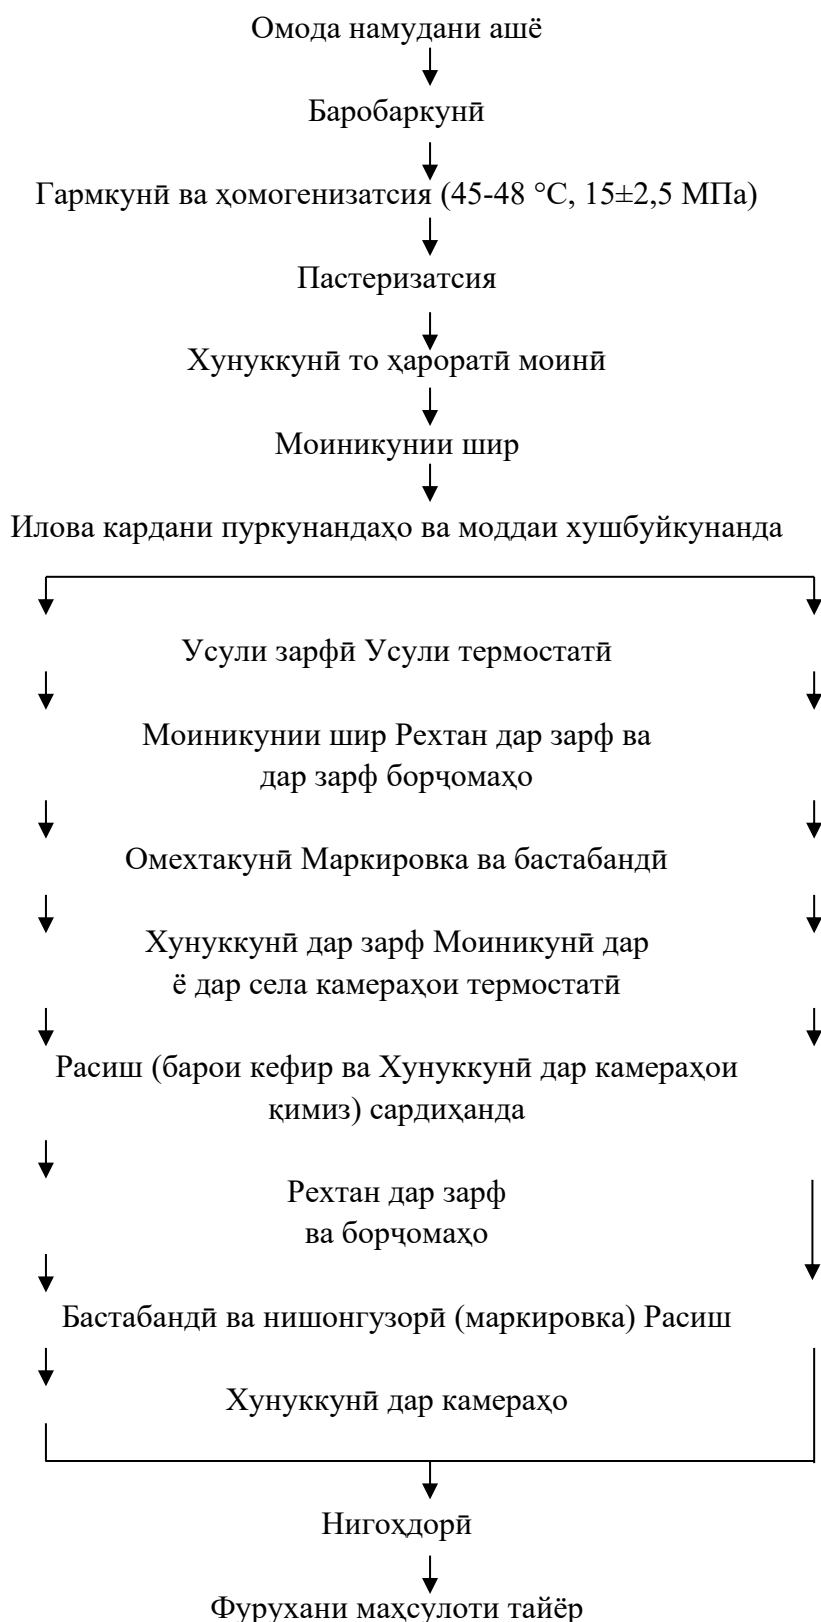 Омода намудани ашё
Баробаркунӣ
Гармкунӣ ва ҳомогенизатсия (45-48 °С, 15±2,5 МПа)
Пастеризатсия
Хунуккунӣ то ҳароратӣ моинӣ
Моиникунии шир
Илова кардани пуркунандаҳо ва моддаи хушбуйкунанда
Усули зарфӣ Усули термостатӣ
Моиникунии шир Рехтан дар зарф ва
дар зарф борҷомаҳо
Омехтакунӣ Маркировка ва бастабандӣ
Хунуккунӣ дар зарф Моиникунӣ дар
ё дар села камераҳои термостатӣ
Расиш (барои кефир ва Хунуккунӣ дар камераҳои
қимиз) сардиҳанда
Рехтан дар зарф
ва борҷомаҳо
Бастабандӣ ва нишонгузорӣ (маркировка) Расиш
Хунуккунӣ дар камераҳо
Нигоҳдорӣ
Фурухани маҳсулоти тайёр